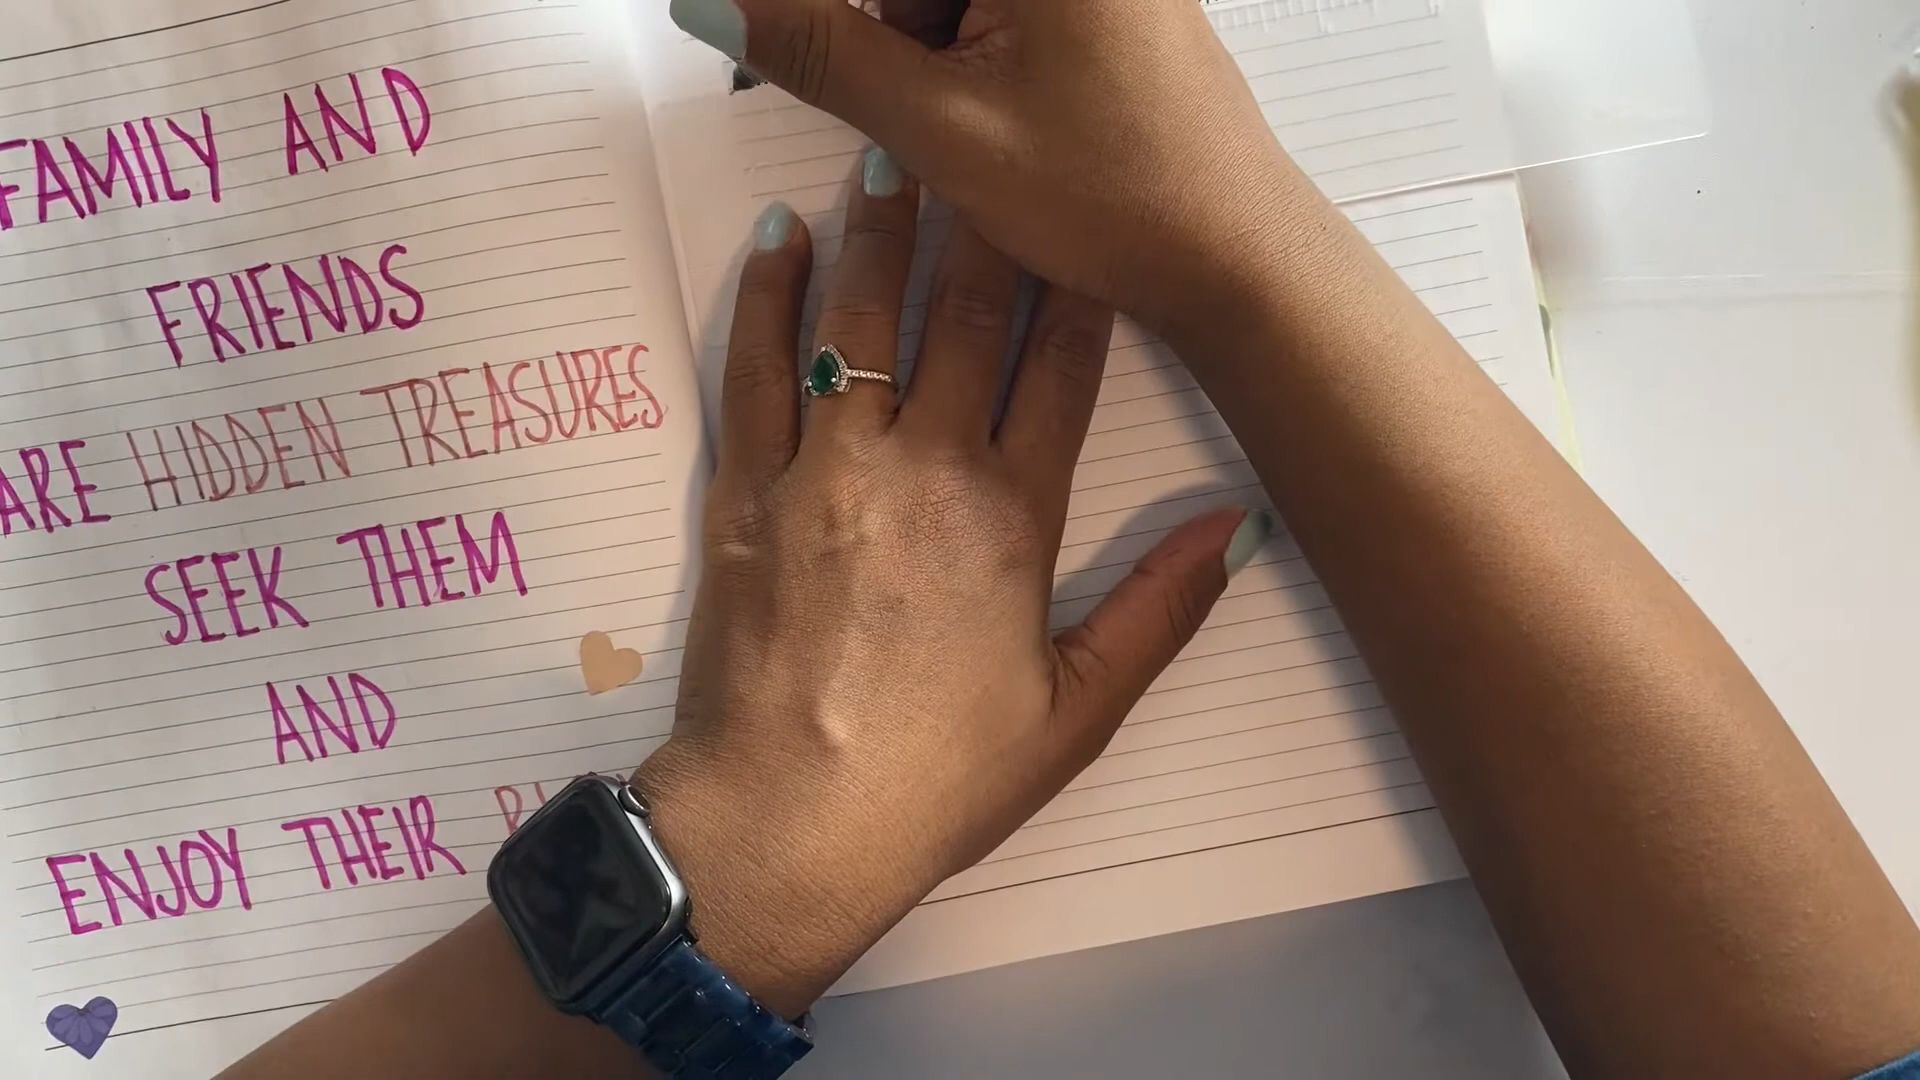 FAMILY AND
FRIENDS
ARE HIDDEN TREASURES
SEEK THEM
AND
ENJOY THEIR